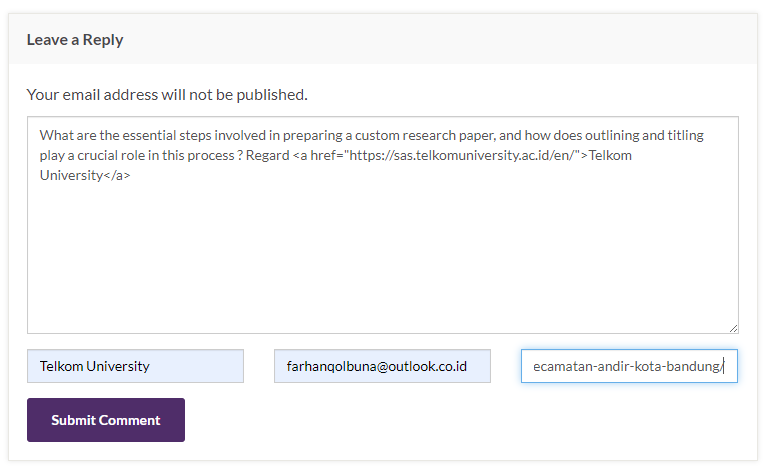 Leave a Reply
Your email address will not be published.
What are the essential steps involved in preparing a custom research paper, and how does outlining and titling
play a crucial role in this process ? Regard <a href="https://sas.telkomuniversity.ac.id/en/">Telkom
University</a>
Telkom University
farhanqolbuna@outlook.co.id
ecamatan-andir-kota-bandung/
Submit Comment